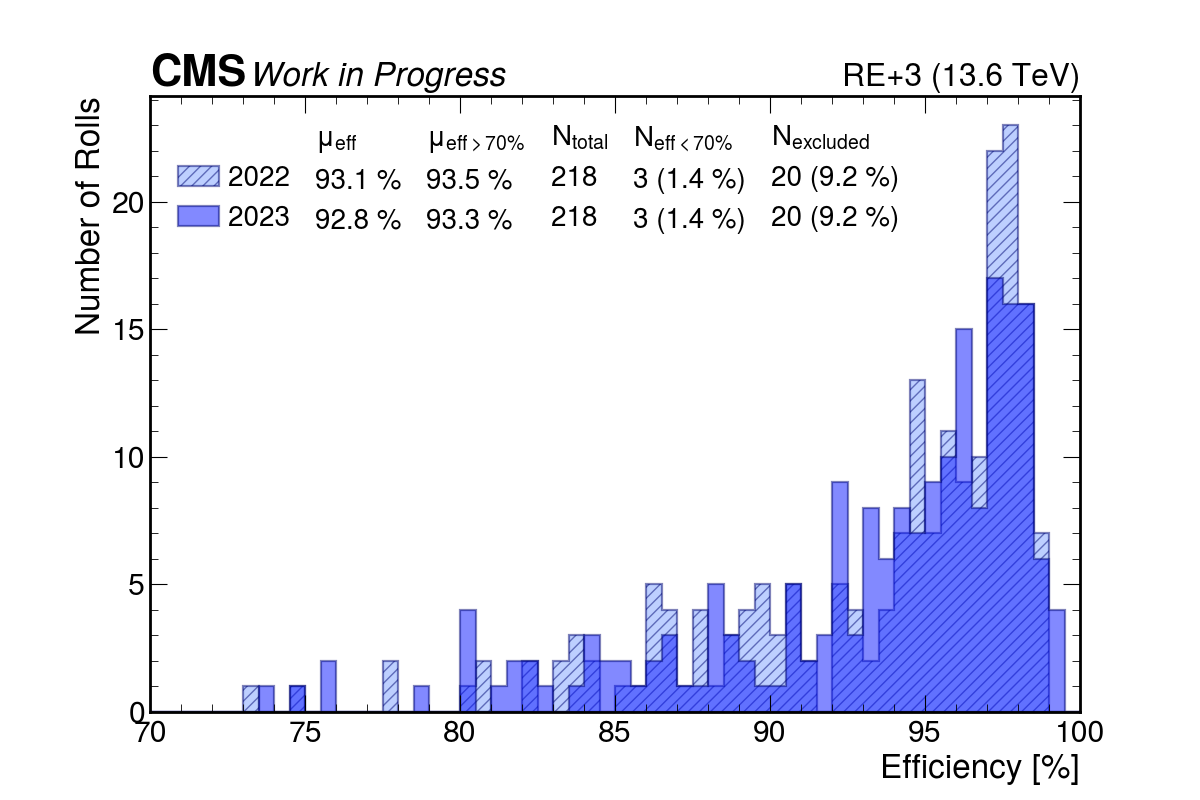 CMS Work in Progress RE+3 (13.6 TeV)
μeff μeff > 70% Ntotal Neff < 70% Nexcluded
2022 93.1 % 93.5 % 218 3 (1.4 %) 20 (9.2 %)
2023 92.8 % 93.3 % 218 3 (1.4 %) 20 (9.2 %)
Number of Rolls
20
15
10
5
0
70 75 80 85 90 95 100
Efficiency [%]